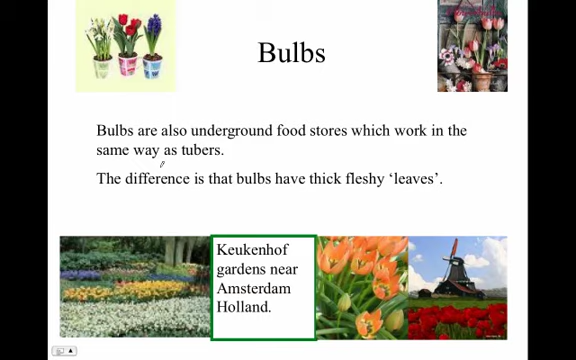 Bulbs
Bulbs are also underground food stores which work in the
same way as tubers.
The difference is that bulbs have thick fleshy ‘leaves’.
Keukenhof
gardens near
Amsterdam
Holland.